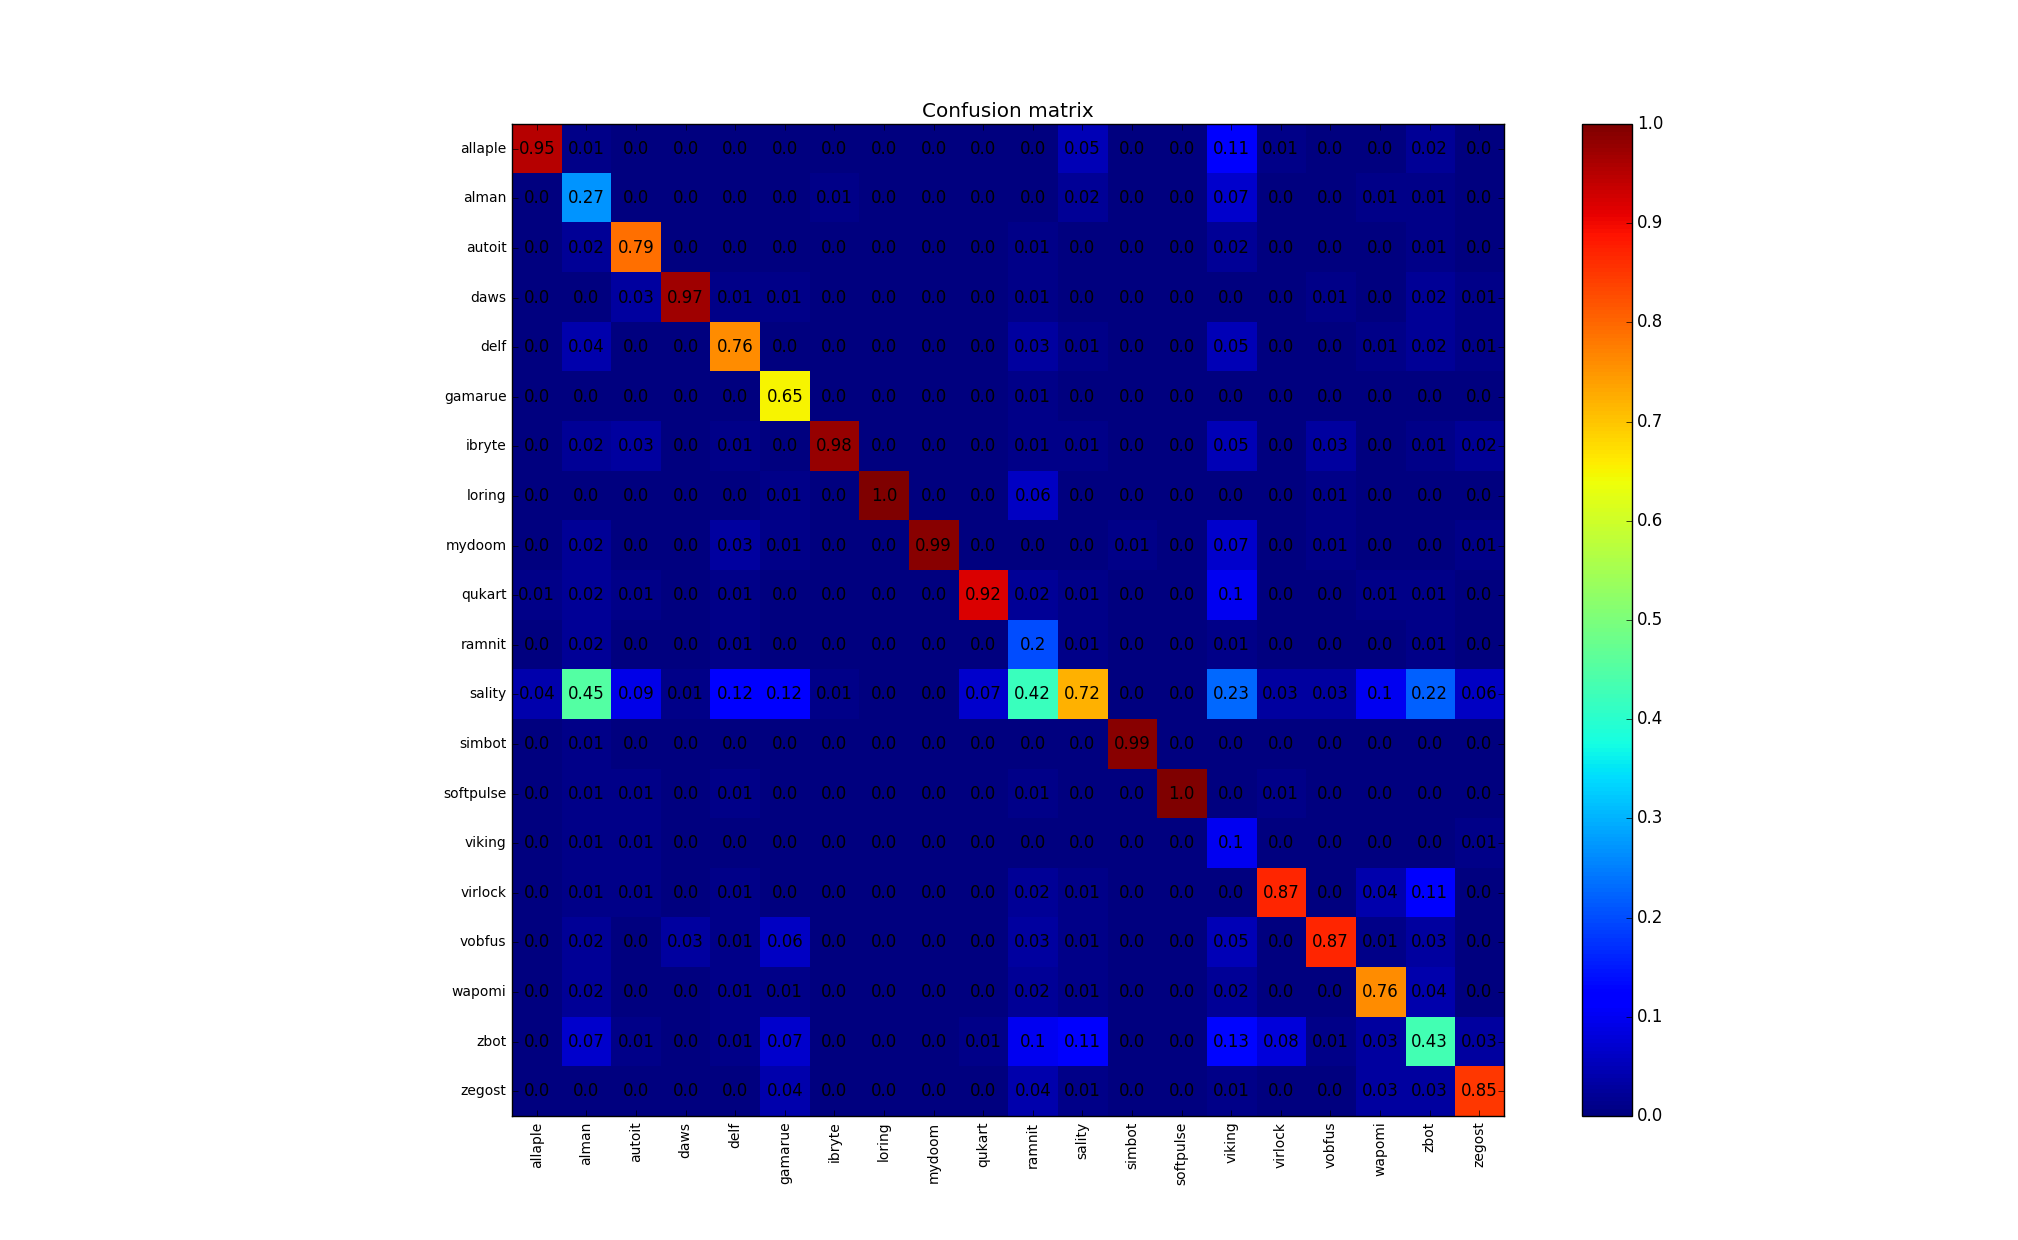 Confusion matrix
allaple 0.95 0.01 0.0 0.0 0.0 0.0 0.0 0.0 0.0 0.0 0.0 0.05 0.0 0.0 0.11 0.01 0.0 0.0 0.02 0.0
alman 0.0 0.27 0.0 0.0 0.0 0.0 0.01 0.0 0.0 0.0 0.0 0.02 0.0 0.0 0.07 0.0 0.0 0.01 0.01 0.0
autoit 0.0 0.02 0.79 0.0 0.0 0.0 0.0 0.0 0.0 0.0 0.01 0.0 0.0 0.0 0.02 0.0 0.0 0.0 0.01 0.0
daws 0.0 0.0 0.03 0.97 0.01 0.01 0.0 0.0 0.0 0.0 0.01 0.0 0.0 0.0 0.0 0.0 0.01 0.0 0.02 0.01
delf 0.0 0.04 0.0 0.0 0.76 0.0 0.0 0.0 0.0 0.0 0.03 0.01 0.0 0.0 0.05 0.0 0.0 0.01 0.02 0.01
gamarue 0.0 0.0 0.0 0.0 0.0 0.65 0.0 0.0 0.0 0.0 0.01 0.0 0.0 0.0 0.0 0.0 0.0 0.0 0.0 0.0
ibryte 0.0 0.02 0.03 0.0 0.01 0.0 0.98 0.0 0.0 0.0 0.01 0.01 0.0 0.0 0.05 0.0 0.03 0.0 0.01 0.02
loring 0.0 0.0 0.0 0.0 0.0 0.01 0.0 1.0 0.0 0.0 0.06 0.0 0.0 0.0 0.0 0.0 0.01 0.0 0.0 0.0
mydoom 0.0 0.02 0.0 0.0 0.03 0.01 0.0 0.0 0.99 0.0 0.0 0.0 0.01 0.0 0.07 0.0 0.01 0.0 0.0 0.01
qukart 0.01 0.02 0.01 0.0 0.01 0.0 0.0 0.0 0.0 0.92 0.02 0.01 0.0 0.0 0.1 0.0 0.0 0.01 0.01 0.0
ramnit 0.0 0.02 0.0 0.0 0.01 0.0 0.0 0.0 0.0 0.0 0.2 0.01 0.0 0.0 0.01 0.0 0.0 0.0 0.01 0.0
sality 0.04 0.45 0.09 0.01 0.12 0.12 0.01 0.0 0.0 0.07 0.42 0.72 0.0 0.0 0.23 0.03 0.03 0.1 0.22 0.06
simbot 0.0 0.01 0.0 0.0 0.0 0.0 0.0 0.0 0.0 0.0 0.0 0.0 0.99 0.0 0.0 0.0 0.0 0.0 0.0 0.0
softpulse 0.0 0.01 0.01 0.0 0.01 0.0 0.0 0.0 0.0 0.0 0.01 0.0 0.0 1.0 0.0 0.01 0.0 0.0 0.0 0.0
viking 0.0 0.01 0.01 0.0 0.0 0.0 0.0 0.0 0.0 0.0 0.0 0.0 0.0 0.0 0.1 0.0 0.0 0.0 0.0 0.01
virlock 0.0 0.01 0.01 0.0 0.01 0.0 0.0 0.0 0.0 0.0 0.02 0.01 0.0 0.0 0.0 0.87 0.0 0.04 0.11 0.0
vobfus 0.0 0.02 0.0 0.03 0.01 0.06 0.0 0.0 0.0 0.0 0.03 0.01 0.0 0.0 0.05 0.0 0.87 0.01 0.03 0.0
wapomi 0.0 0.02 0.0 0.0 0.01 0.01 0.0 0.0 0.0 0.0 0.02 0.01 0.0 0.0 0.02 0.0 0.0 0.76 0.04 0.0
zbot 0.0 0.07 0.01 0.0 0.01 0.07 0.0 0.0 0.0 0.01 0.1 0.11 0.0 0.0 0.13 0.08 0.01 0.03 0.43 0.03
zegost 0.0 0.0 0.0 0.0 0.0 0.04 0.0 0.0 0.0 0.0 0.04 0.01 0.0 0.0 0.01 0.0 0.0 0.03 0.03 0.85
allaple alman autoit daws delf gamarue ibryte loring mydoom qukart ramnit sality simbot softpulse viking virlock vobfus wapomi zbot zegost
1.0
0.9
0.8
0.7
0.6
0.5
0.4
0.3
0.2
0.1
0.0